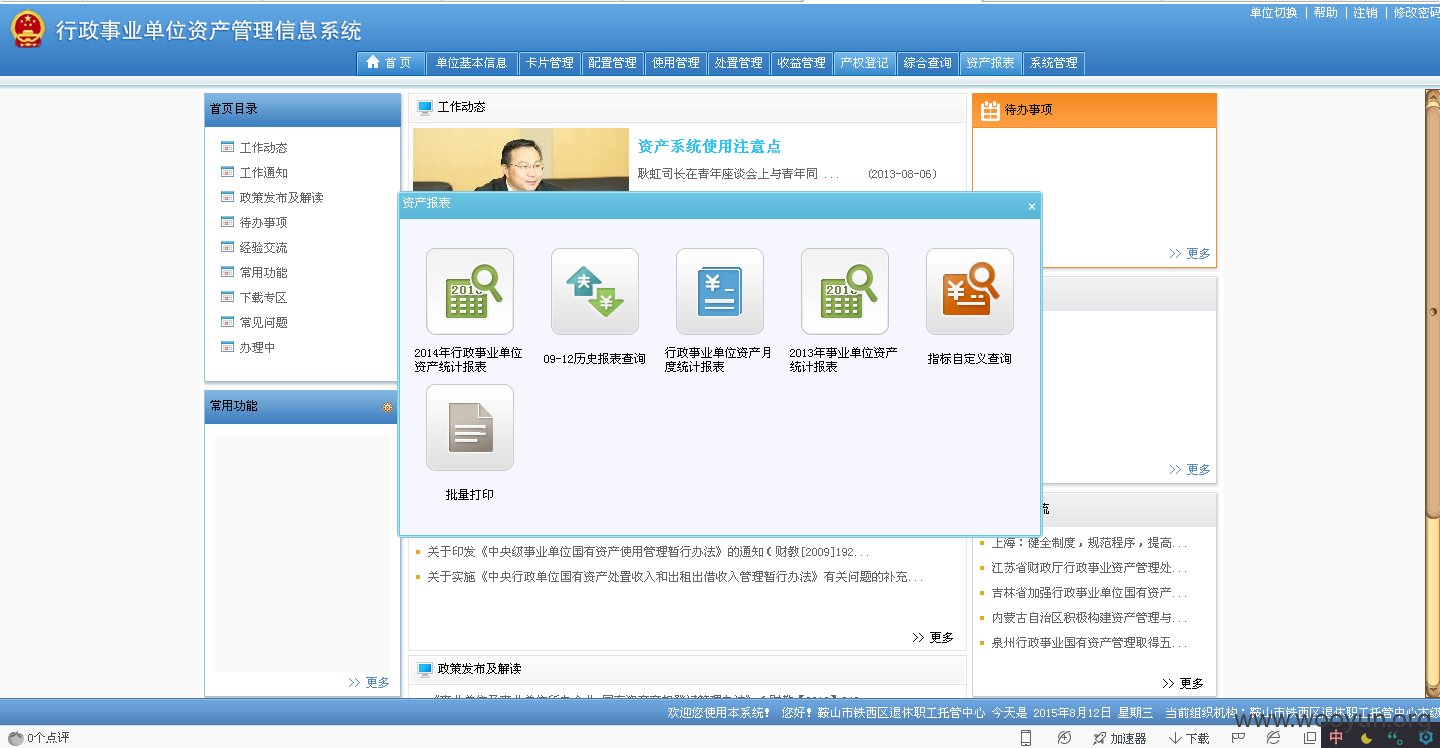 单位切换 | 帮助 | 注销 | 修改密码
行政事业单位资产管理信息系统
首 页 单位基本信息 卡片管理 配置管理 使用管理 处置管理 收益管理 产权登记 综合查询 资产报表 系统管理
首页目录
工作动态
工作通知
政策发布及解读
待办事项
经验交流
常用功能
下载专区
常见问题
办理中
常用功能
>> 更多
工作动态
资产系统使用注意点
耿虹司长在青年座谈会上与青年同 ... (2013-08-06)
待办事项
>> 更多
>> 更多
资产报表
×
2014年行政事业单位
资产统计报表
09-12历史报表查询
行政事业单位资产月
度统计报表
2013年事业单位资产
统计报表
指标自定义查询
批量打印
关于印发《中央级事业单位国有资产使用管理暂行办法》的通知(财教[2009]192...
关于实施《中央行政单位国有资产处置收入和出租出借收入管理暂行办法》有关问题的补充...
>> 更多
政策发布及解读
流
上海:健全制度,规范程序,提高...
江苏省财政厅行政事业资产管理处...
吉林省加强行政事业单位国有资产...
内蒙古自治区积极构建资产管理与...
泉州行政事业国有资产管理取得五...
>> 更多
欢迎您使用本系统! 您好!鞍山市铁西区退休职工托管中心 今天是 2015年8月12日 星期三 当前组织机构:鞍山市铁西区退休职工托管中心本级
www.wooyun.org
0个点评
加速器 下载 中